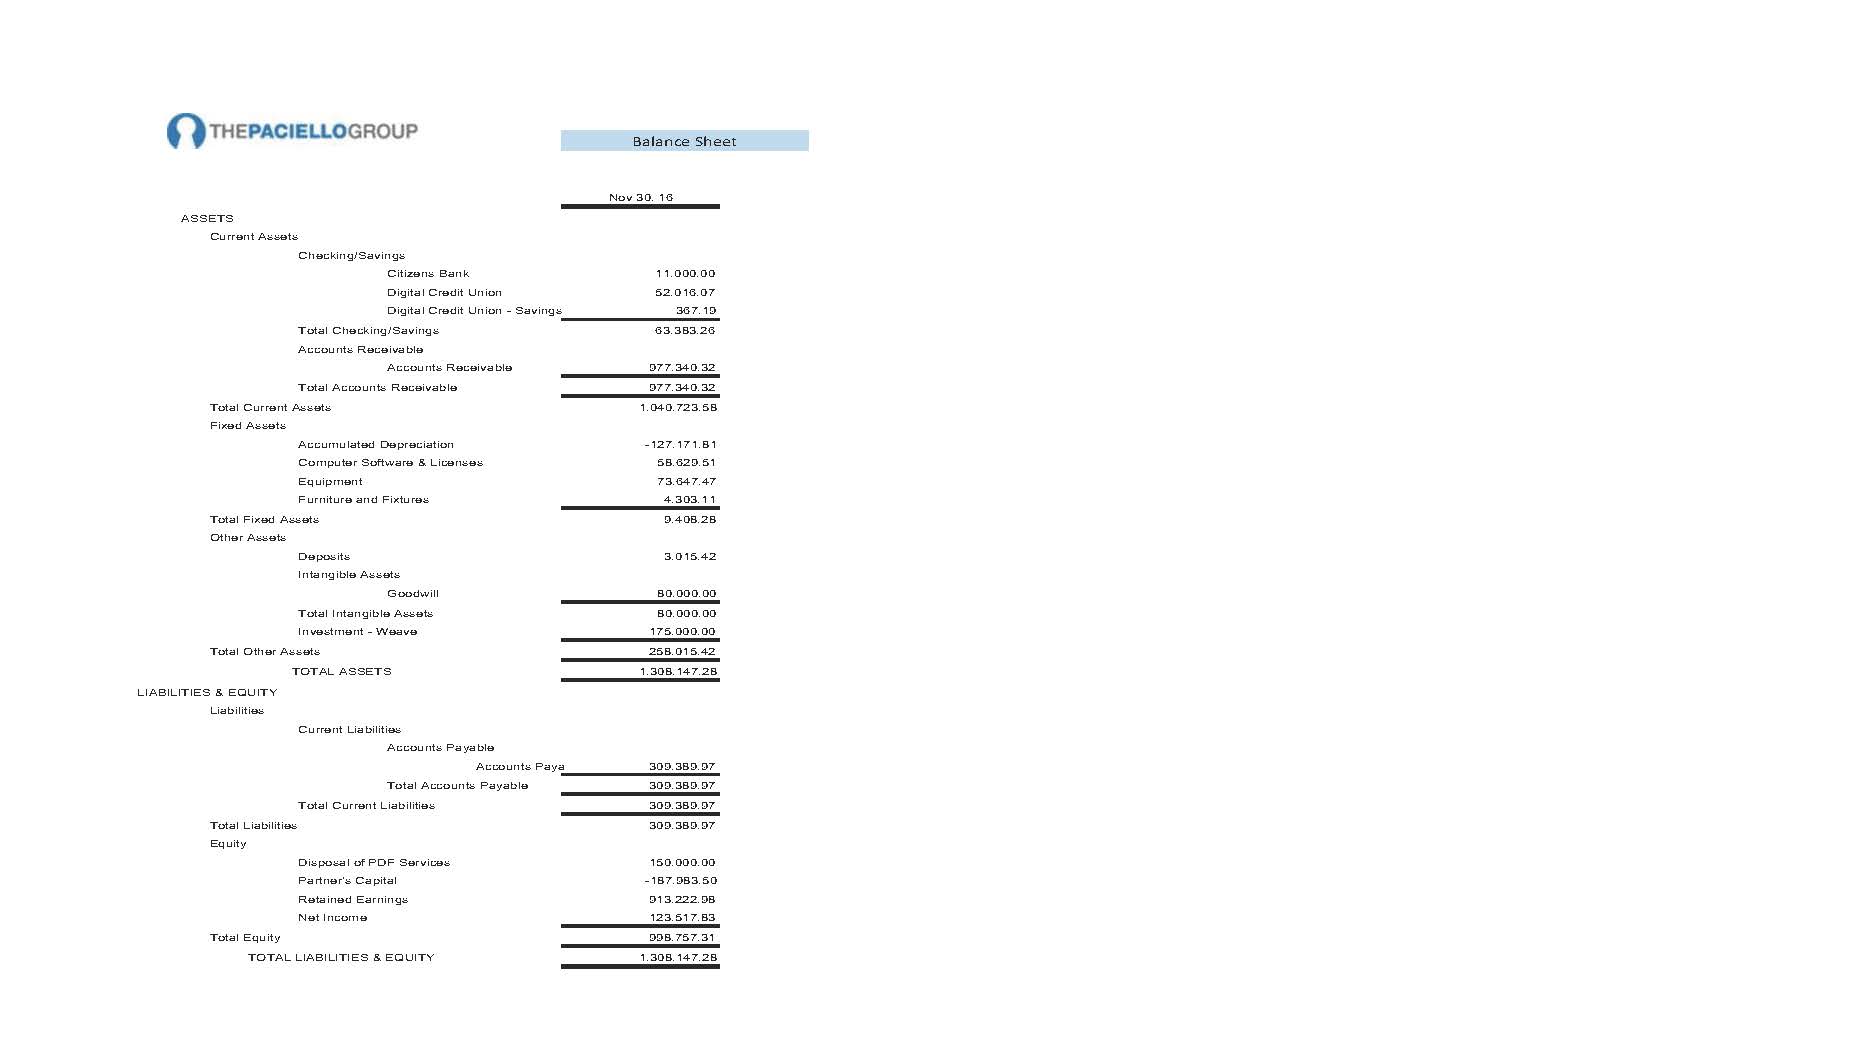 THEPACIELLOGROUP
Balance Sheet
Nov 30, 16
ASSETS
Current Assets
Checking/Savings
Citizens Bank 11,000.00
Digital Credit Union 52,016.07
Digital Credit Union - Savings 367.19
Total Checking/Savings 63,383.26
Accounts Receivable
Accounts Receivable 977,340.32
Total Accounts Receivable 977,340.32
Total Current Assets 1,040,723.58
Fixed Assets
Accumulated Depreciation -127,171.81
Computer Software & Licenses 58,629.51
Equipment 73,647.47
Furniture and Fixtures 4,303.11
Total Fixed Assets 9,408.28
Other Assets
Deposits 3,015.42
Intangible Assets
Goodwill 80,000.00
Total Intangible Assets 80,000.00
Investment - Weave 175,000.00
Total Other Assets 258,015.42
TOTAL ASSETS 1,308,147.28
LIABILITIES & EQUITY
Liabilities
Current Liabilities
Accounts Payable
Accounts Paya 309,389.97
Total Accounts Payable 309,389.97
Total Current Liabilities 309,389.97
Total Liabilities 309,389.97
Equity
Disposal of PDF Services 150,000.00
Partner's Capital -187,983.50
Retained Earnings 913,222.98
Net Income 123,517.83
Total Equity 998,757.31
TOTAL LIABILITIES & EQUITY 1,308,147.28